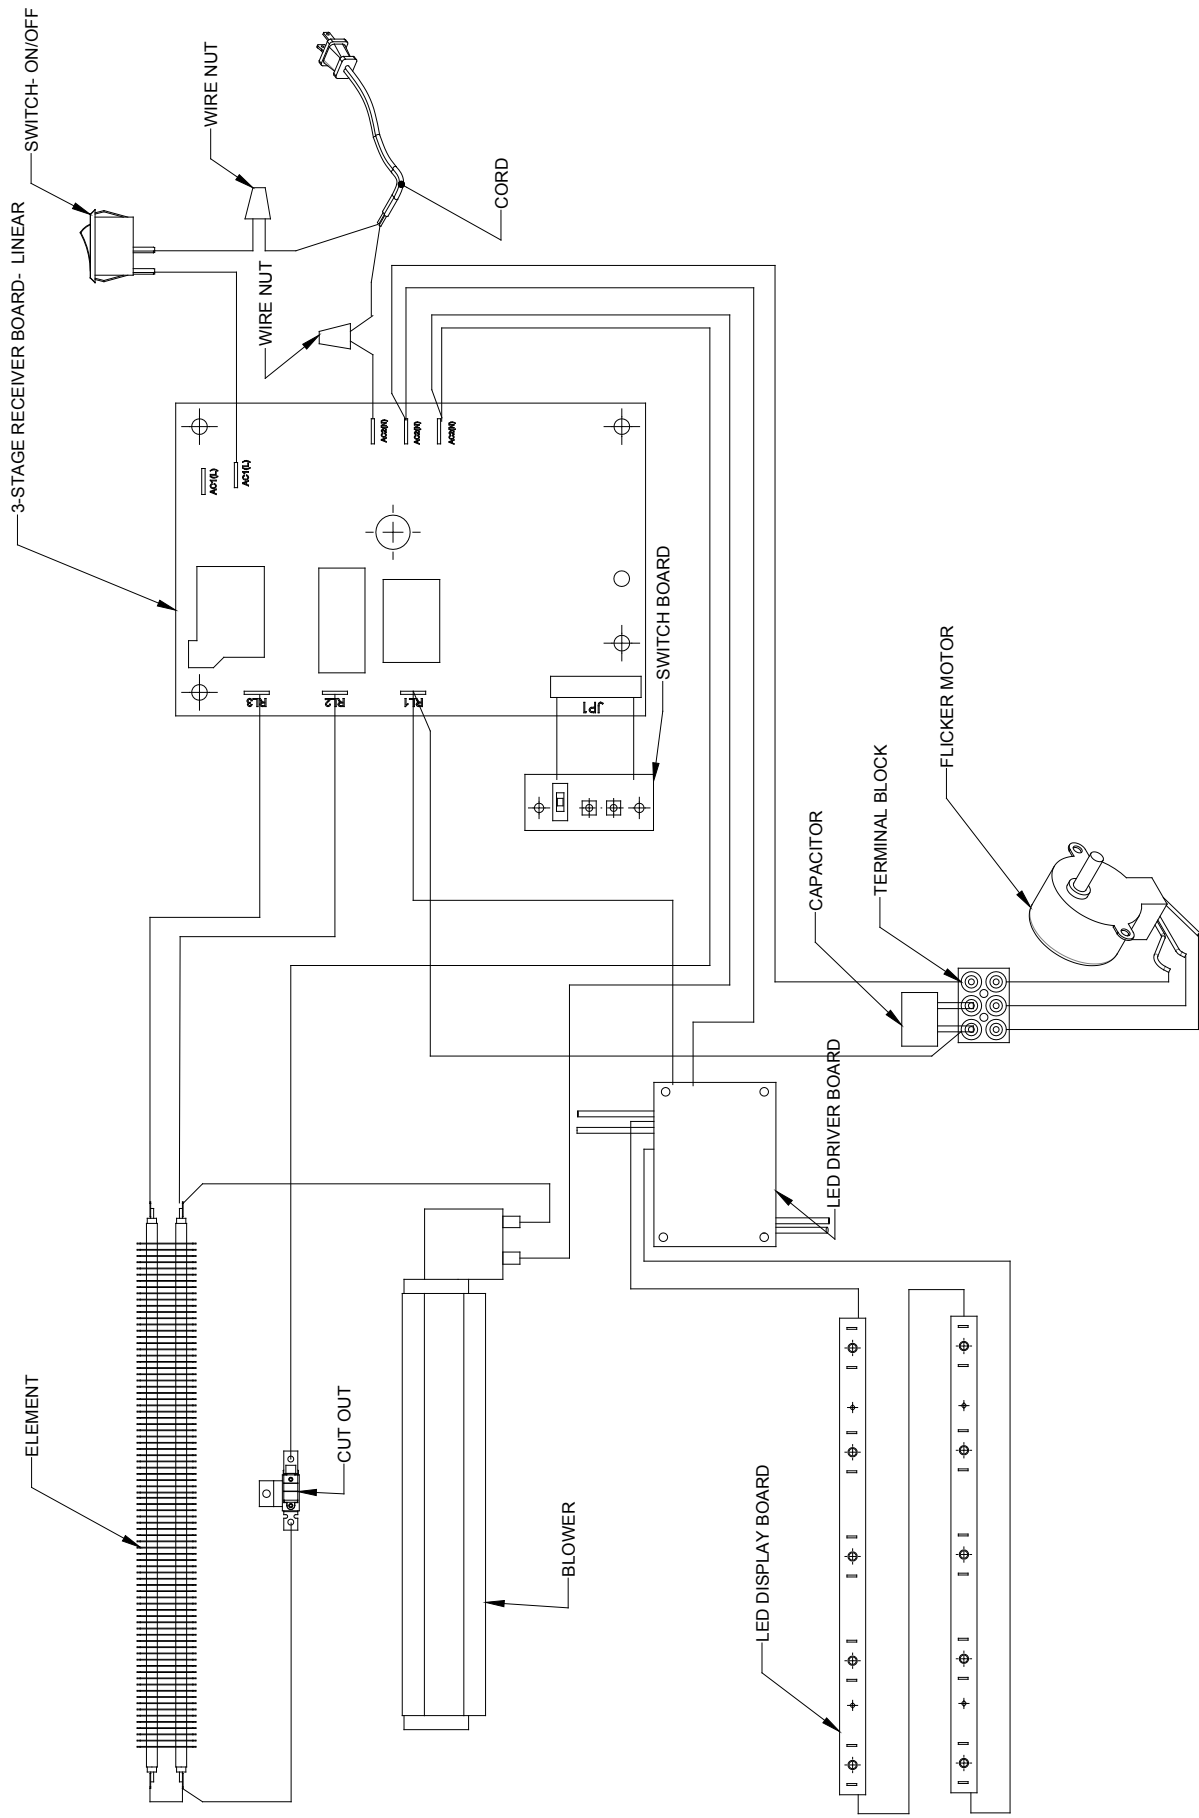 SWITCH- ON/OFF
3-STAGE RECEIVER BOARD- LINEAR
WIRE NUT
WIRE NUT
CORD
AC1(L)
AC1(L)
AC2(N)
AC2(N)
AC2(N)
RL3
RL2
RL1
JP1
SWITCH BOARD
FLICKER MOTOR
TERMINAL BLOCK
CAPACITOR
LED DRIVER BOARD
ELEMENT
CUT OUT
BLOWER
LED DISPLAY BOARD